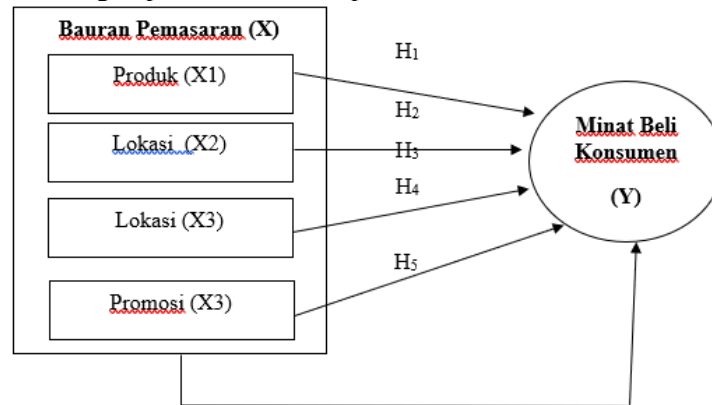 Bauran Pemasaran (X)
Produk (X1)
Lokasi (X2)
Lokasi (X3)
Promosi (X3)
H1
H2
H3
H4
H5
Minat Beli
Konsumen
(Y)